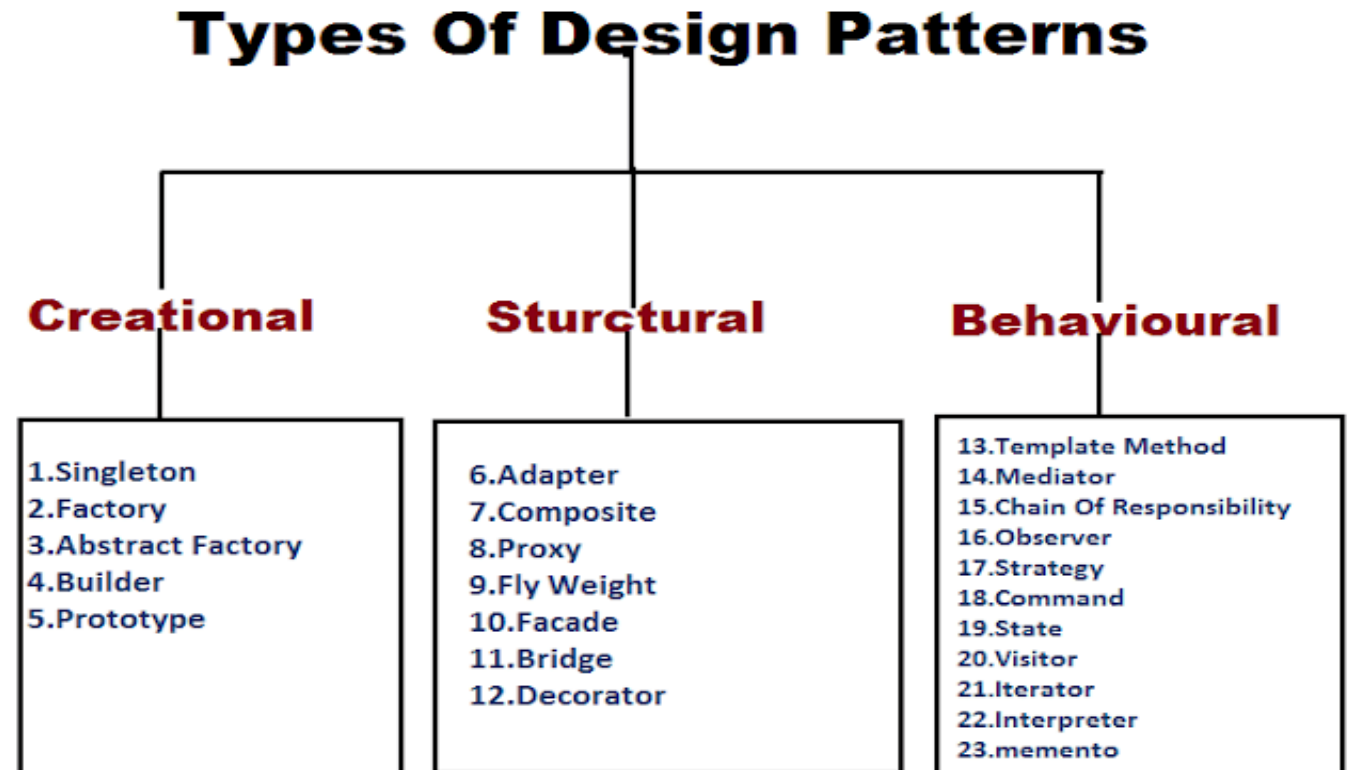 Types Of Design Patterns
Creational
Sturctural
Behavioural
1.Singleton
2.Factory
3.Abstract Factory
4.Builder
5.Prototype
6.Adapter
7.Composite
8.Proxy
9.Fly Weight
10.Facade
11.Bridge
12.Decorator
13.Template Method
14.Mediator
15.Chain Of Responsibility
16.Observer
17.Strategy
18.Command
19.State
20.Visitor
21.Iterator
22.Interpreter
23.memento